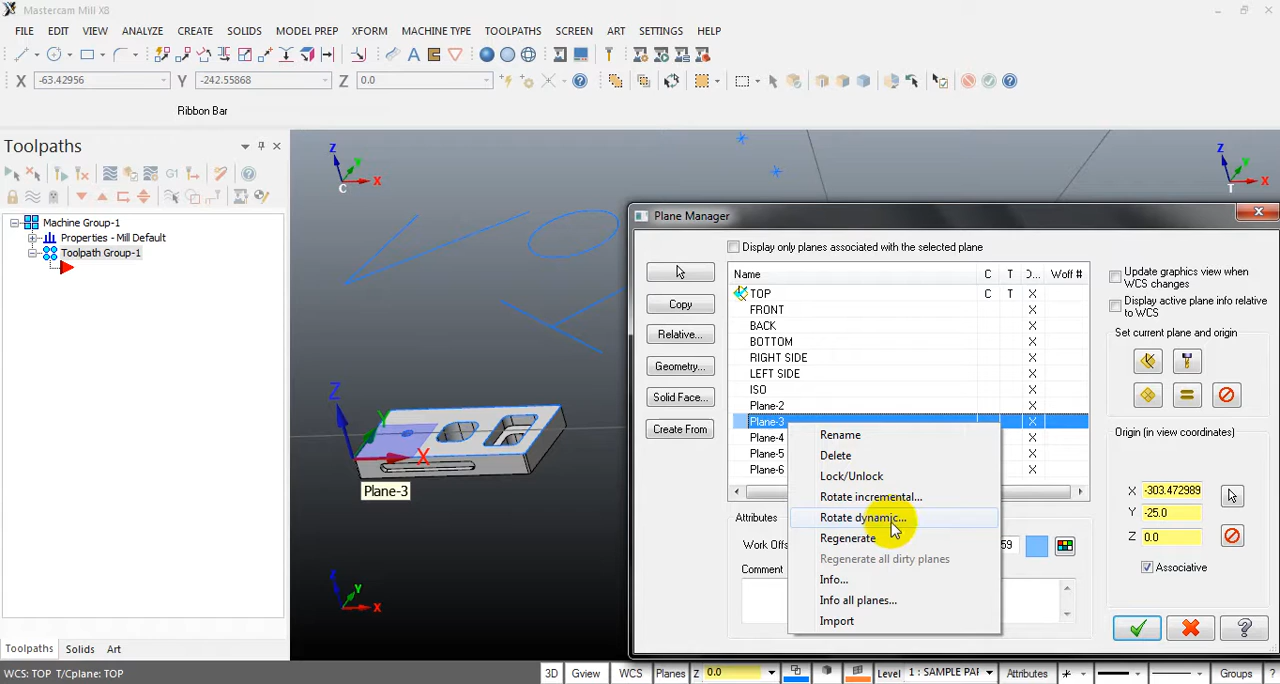 Mastercam Mill X8
FILE EDIT VIEW ANALYZE CREATE SOLIDS MODEL PREP XFORM MACHINE TYPE TOOLPATHS SCREEN ART SETTINGS HELP
X -63.42956 Y -242.55868 Z 0.0
Ribbon Bar
Toolpaths
G1
Machine Group-1
Properties - Mill Default
Toolpath Group-1
Toolpaths Solids Art
Z Y X C
Z Y X T
Z Y X
Plane-3
Z Y X
Plane Manager
Display only planes associated with the selected plane
Copy
Relative...
Geometry...
Solid Face...
Create From
Name C T D... Woff #
TOP C T X
FRONT X
BACK X
BOTTOM X
RIGHT SIDE X
LEFT SIDE X
ISO X
Plane-2 X
Plane-3
Plane-4
Plane-5
Plane-6
Rename
Delete
Lock/Unlock
Rotate incremental...
Rotate dynamic...
Regenerate
Regenerate all dirty planes
Info...
Info all planes...
Import
Attributes
Work Offs
59
Comment
Update graphics view when
WCS changes
Display active plane info relative
to WCS
Set current plane and origin
Origin (in view coordinates)
X -303.472989
Y -25.0
Z 0.0
Associative
WCS: TOP T/Cplane: TOP
3D Gview WCS Planes Z 0.0 Level 1 : SAMPLE PAR Attributes Groups ?